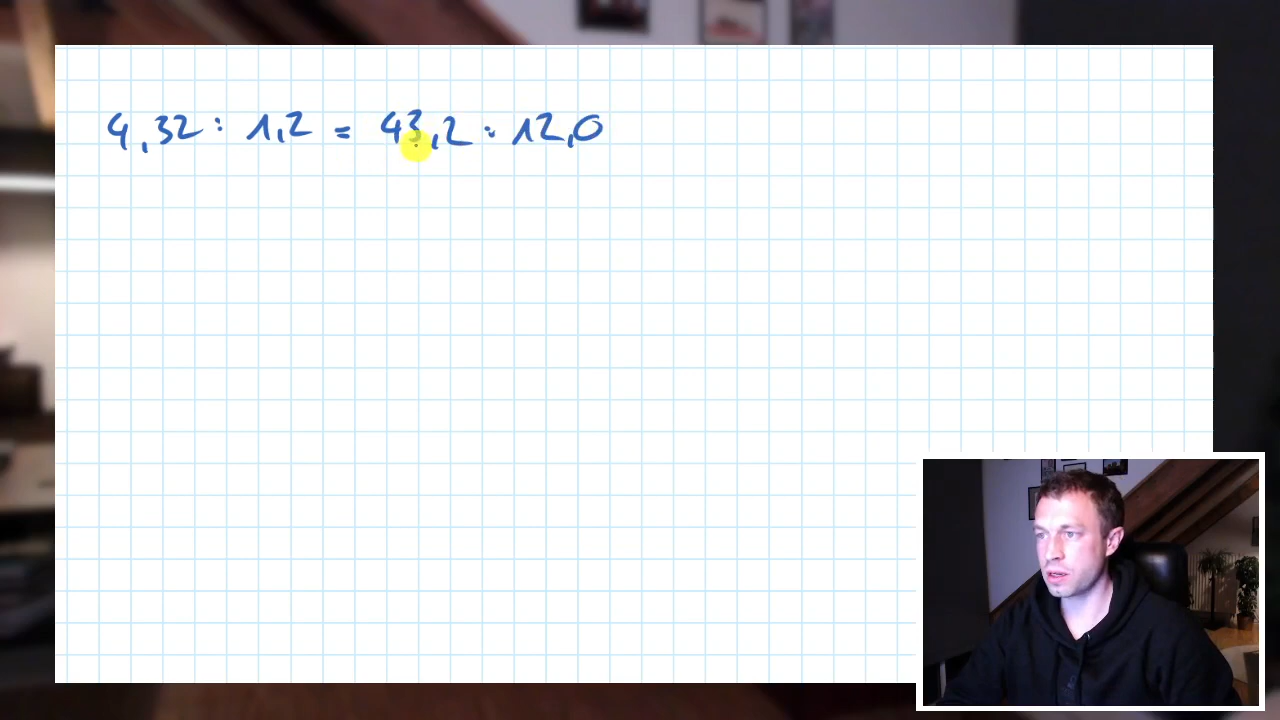 4,32 : 1,2 = 43,2 : 12,0